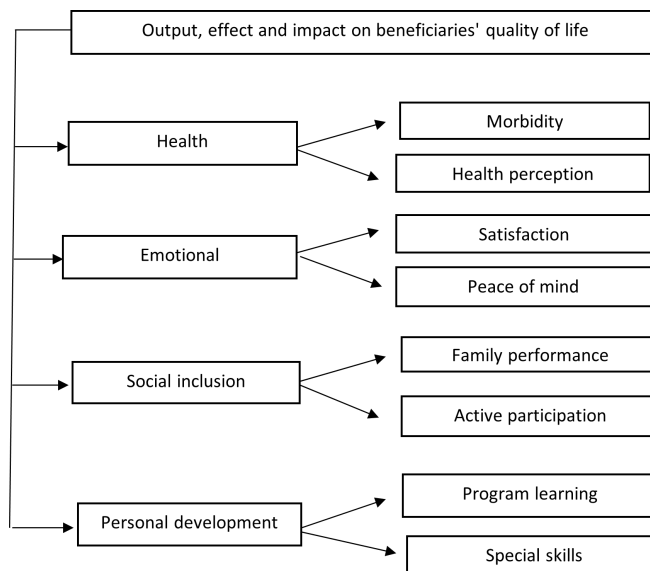 Output, effect and impact on beneficiaries' quality of life
Health
Morbidity
Health perception
Emotional
Satisfaction
Peace of mind
Social inclusion
Family performance
Active participation
Personal development
Program learning
Special skills